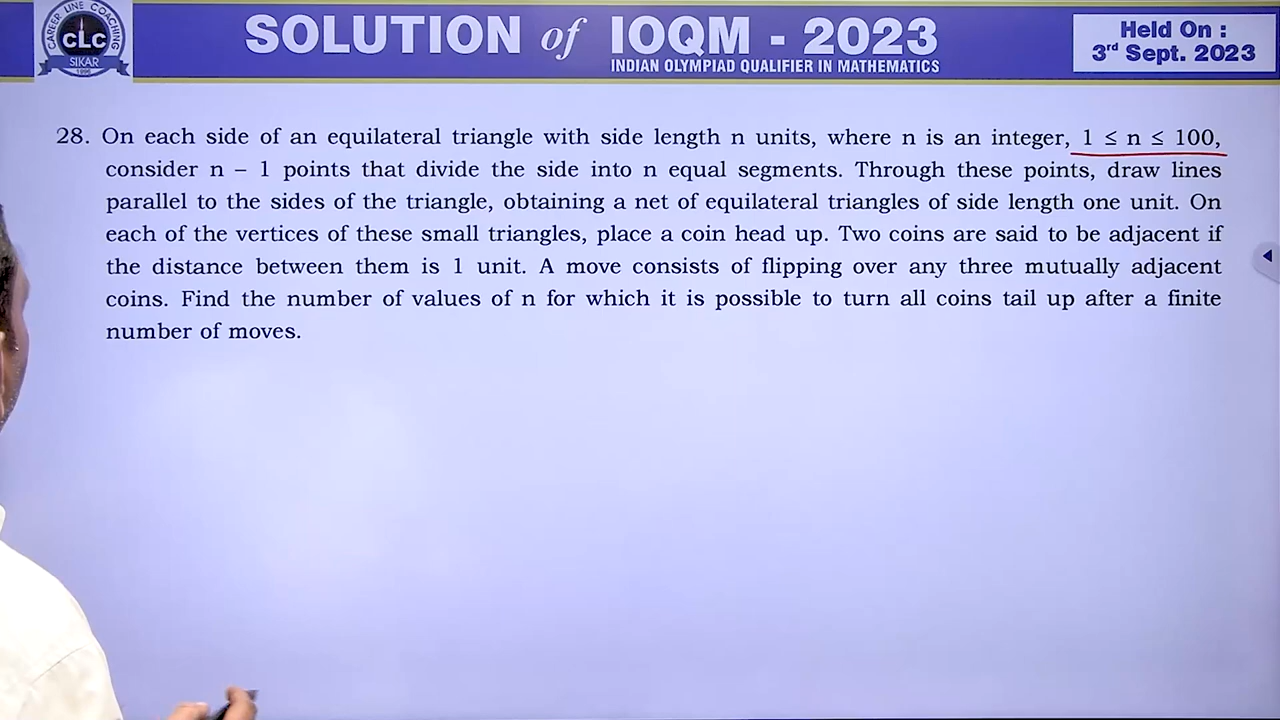 CAREER LINE COACHING
CLC
SIKAR
1996
SOLUTION of IOQM - 2023
INDIAN OLYMPIAD QUALIFIER IN MATHEMATICS
Held On :
3rd Sept. 2023
28. On each side of an equilateral triangle with side length n units, where n is an integer, 1 ≤ n ≤ 100,
consider n – 1 points that divide the side into n equal segments. Through these points, draw lines
parallel to the sides of the triangle, obtaining a net of equilateral triangles of side length one unit. On
each of the vertices of these small triangles, place a coin head up. Two coins are said to be adjacent if
the distance between them is 1 unit. A move consists of flipping over any three mutually adjacent
coins. Find the number of values of n for which it is possible to turn all coins tail up after a finite
number of moves.